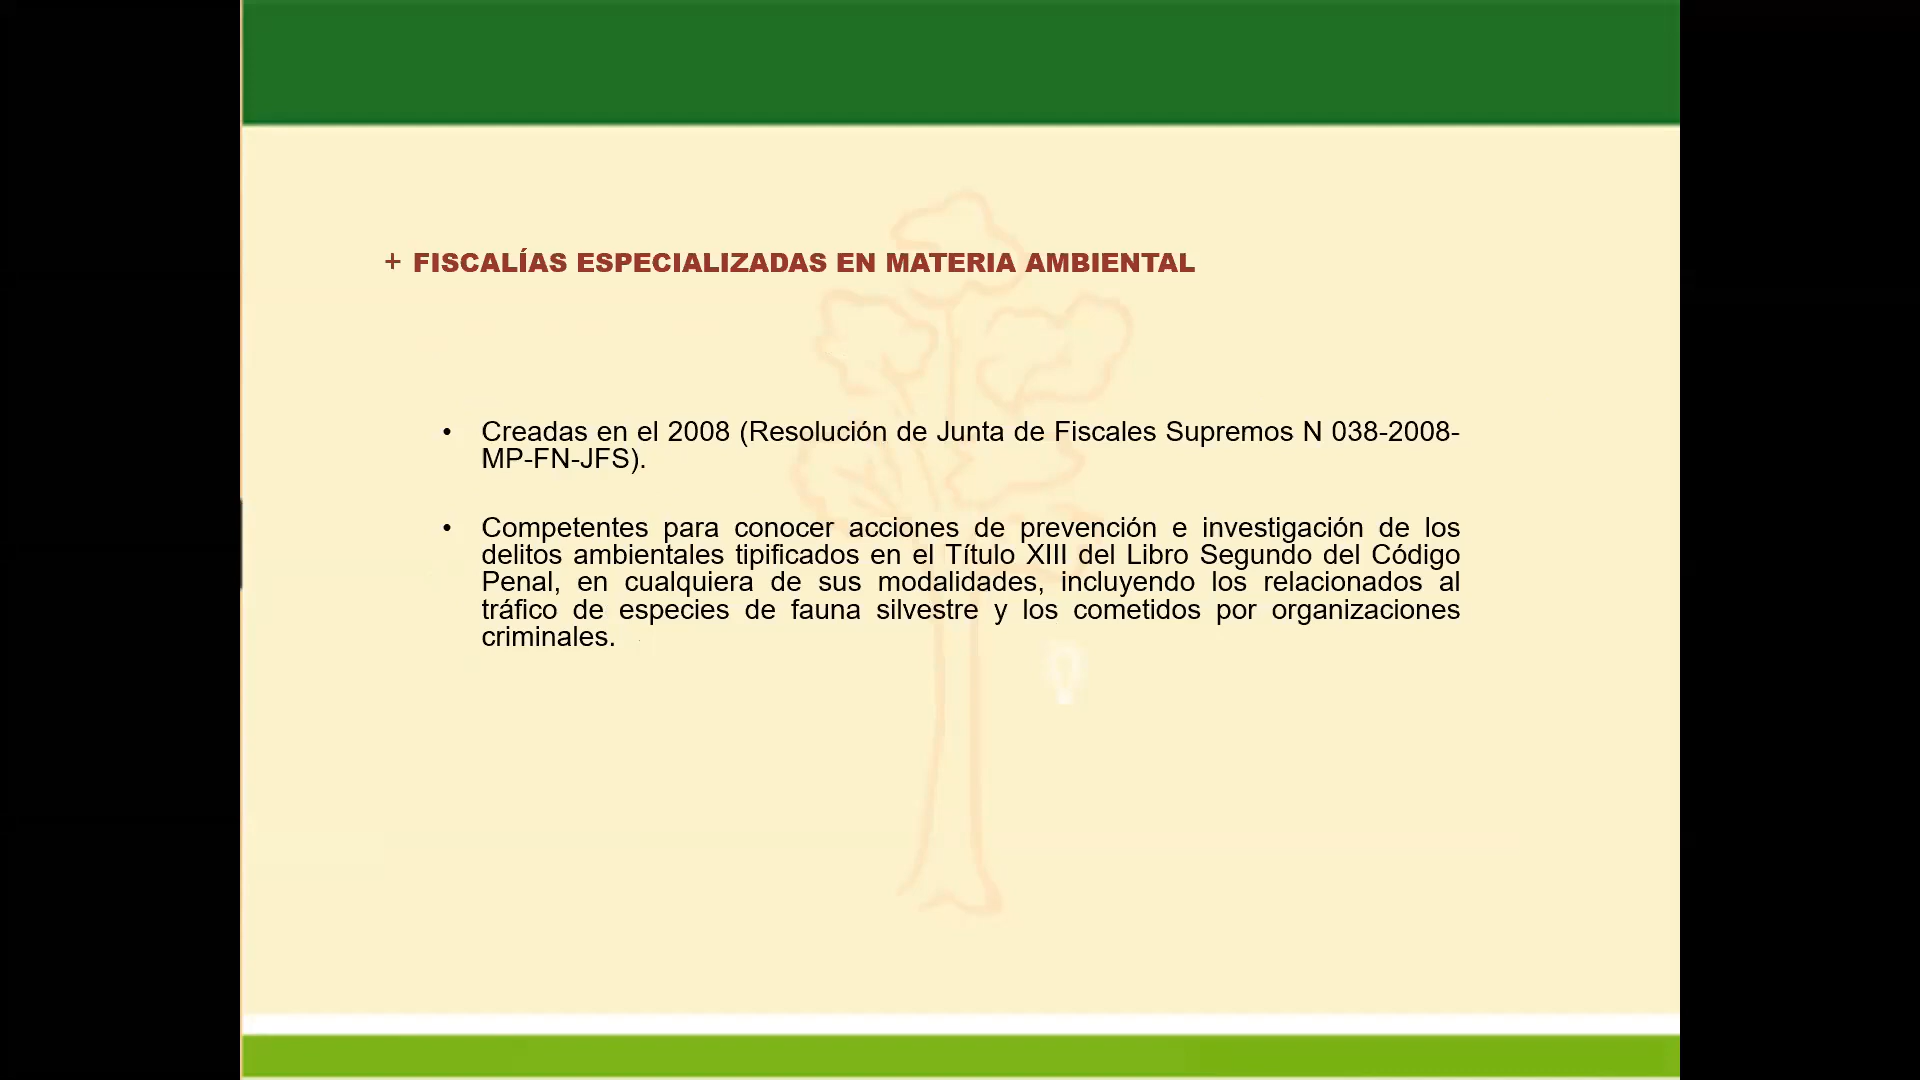 + FISCALÍAS ESPECIALIZADAS EN MATERIA AMBIENTAL
• Creadas en el 2008 (Resolución de Junta de Fiscales Supremos N 038-2008-
MP-FN-JFS).
• Competentes para conocer acciones de prevención e investigación de los
delitos ambientales tipificados en el Título XIII del Libro Segundo del Código
Penal, en cualquiera de sus modalidades, incluyendo los relacionados al
tráfico de especies de fauna silvestre y los cometidos por organizaciones
criminales.